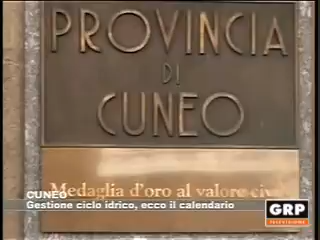 PROVINCIA
DI
CUNEO
Medaglia d'oro al valore civile
CUNEO
Gestione ciclo idrico, ecco il calendario
GRP
TELEVISIONE